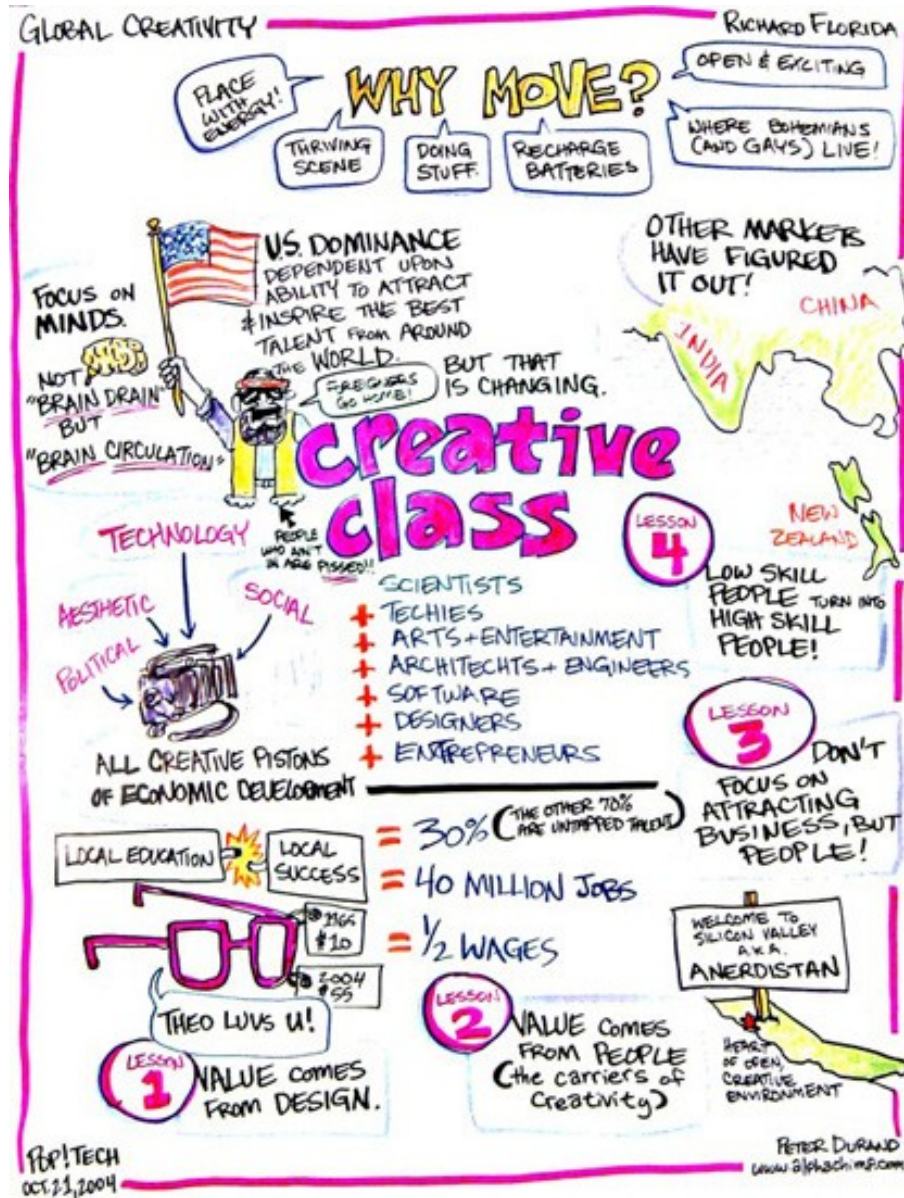 GLOBAL CREATIVITY
RICHARD FLORIDA
WHY MOVE?
PLACE
WITH
ENERGY!
THRIVING
SCENE
DOING
STUFF.
RECHARGE
BATTERIES
OPEN & EXCITING
WHERE BOHEMIANS
(AND GAYS) LIVE!
FOCUS ON
MINDS.
NOT
"BRAIN DRAIN"
BUT
"BRAIN CIRCULATION"
U.S. DOMINANCE
DEPENDENT UPON
ABILITY TO ATTRACT
& INSPIRE THE BEST
TALENT FROM AROUND
THE WORLD.
GO HOME!
BUT THAT
IS CHANGING.
OTHER MARKETS
HAVE FIGURED
IT OUT!
CHINA
INDIA
NEW
ZEALAND
creative
class
PEOPLE
WHO AIN'T
IN ARE PISSED!!
TECHNOLOGY
AESTHETIC
SOCIAL
POLITICAL
ALL CREATIVE PISTONS
OF ECONOMIC DEVELOPMENT
SCIENTISTS
+ TECHIES
+ ARTS + ENTERTAINMENT
+ ARCHITECHTS + ENGINEERS
+ SOFTWARE
+ DESIGNERS
+ ENTREPRENEURS
= 30% (THE OTHER 70%
ARE UNTAPPED TALENT)
= 40 MILLION JOBS
= 1/2 WAGES
LESSON
4
LOW SKILL
PEOPLE TURN INTO
HIGH SKILL
PEOPLE!
LESSON
3
DON'T
FOCUS ON
ATTRACTING
BUSINESS, BUT
PEOPLE!
LOCAL EDUCATION
LOCAL
SUCCESS
$10
2004
$55
THEO LUVS U!
LESSON
1
VALUE COMES
FROM DESIGN.
LESSON
2
VALUE COMES
FROM PEOPLE
(the carriers of
Creativity)
WELCOME TO
SILICON VALLEY
A.K.A.
ANERDISTAN
HEART
OF OPEN,
CREATIVE
ENVIRONMENT
POP!TECH
OCT. 21, 2004
PETER DURAND
www.alphachimp.com